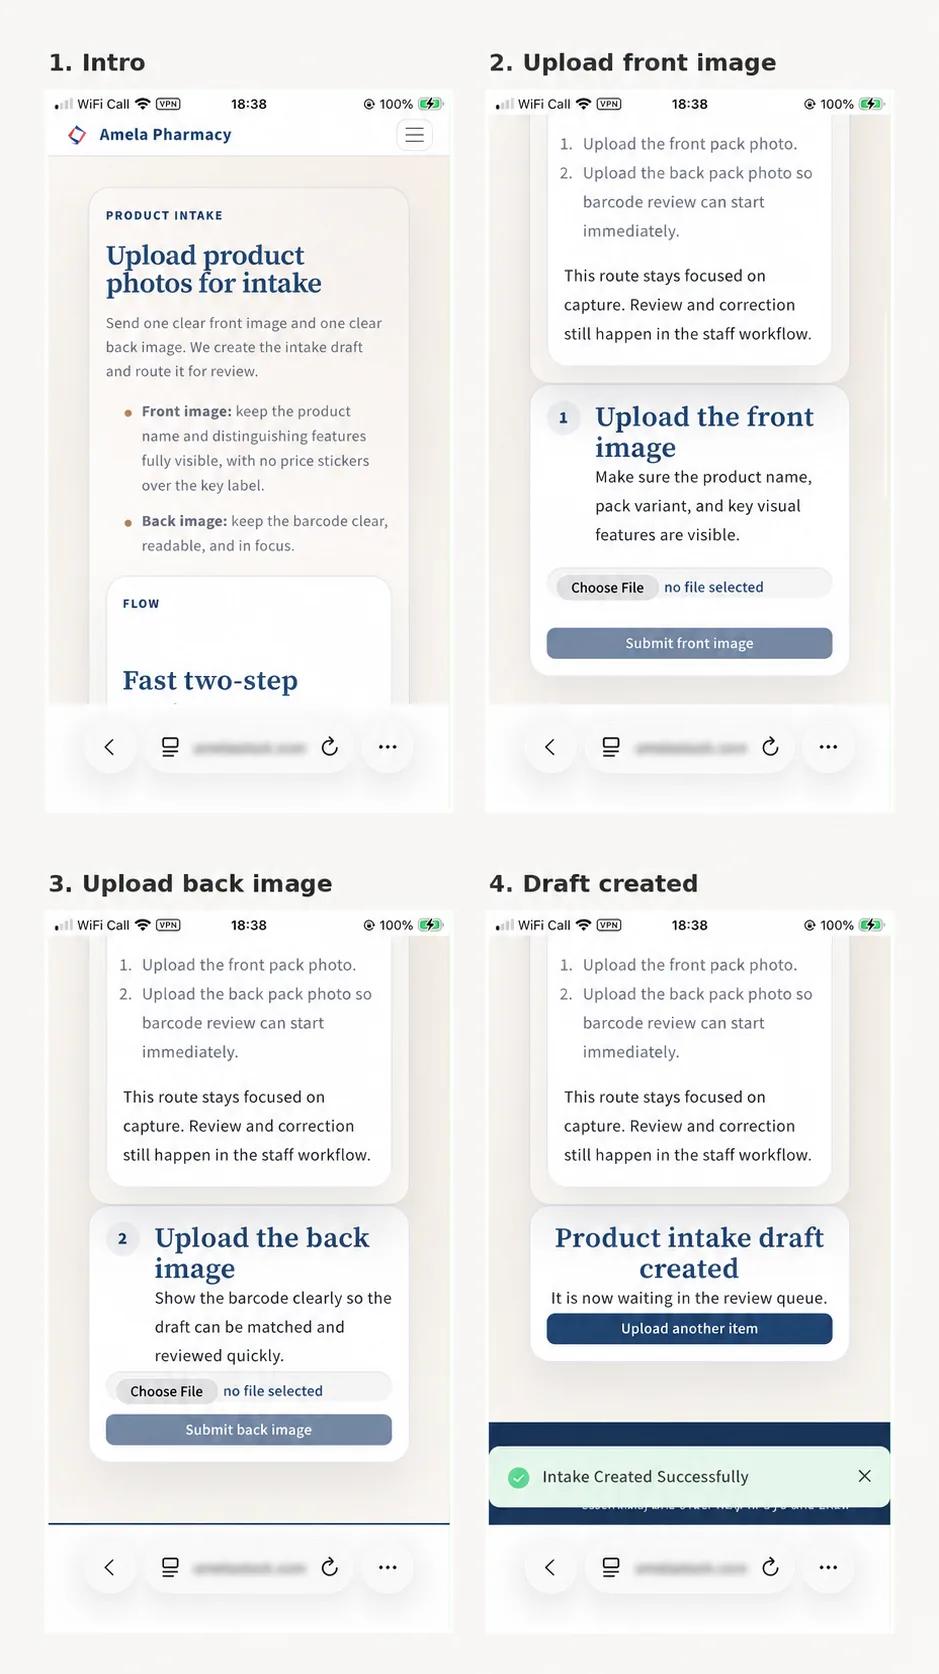 1. Intro
WiFi Call VPN 18:38 100%
Amela Pharmacy
PRODUCT INTAKE
Upload product
photos for intake
Send one clear front image and one clear
back image. We create the intake draft
and route it for review.
Front image: keep the product
name and distinguishing features
fully visible, with no price stickers
over the key label.
Back image: keep the barcode clear,
readable, and in focus.
FLOW
Fast two-step
2. Upload front image
WiFi Call VPN 18:38 100%
1. Upload the front pack photo.
2. Upload the back pack photo so
barcode review can start
immediately.
This route stays focused on
capture. Review and correction
still happen in the staff workflow.
1 Upload the front
image
Make sure the product name,
pack variant, and key visual
features are visible.
Choose File no file selected
Submit front image
3. Upload back image
WiFi Call VPN 18:38 100%
1. Upload the front pack photo.
2. Upload the back pack photo so
barcode review can start
immediately.
This route stays focused on
capture. Review and correction
still happen in the staff workflow.
2 Upload the back
image
Show the barcode clearly so the
draft can be matched and
reviewed quickly.
Choose File no file selected
Submit back image
4. Draft created
WiFi Call VPN 18:38 100%
1. Upload the front pack photo.
2. Upload the back pack photo so
barcode review can start
immediately.
This route stays focused on
capture. Review and correction
still happen in the staff workflow.
Product intake draft
created
It is now waiting in the review queue.
Upload another item
Intake Created Successfully